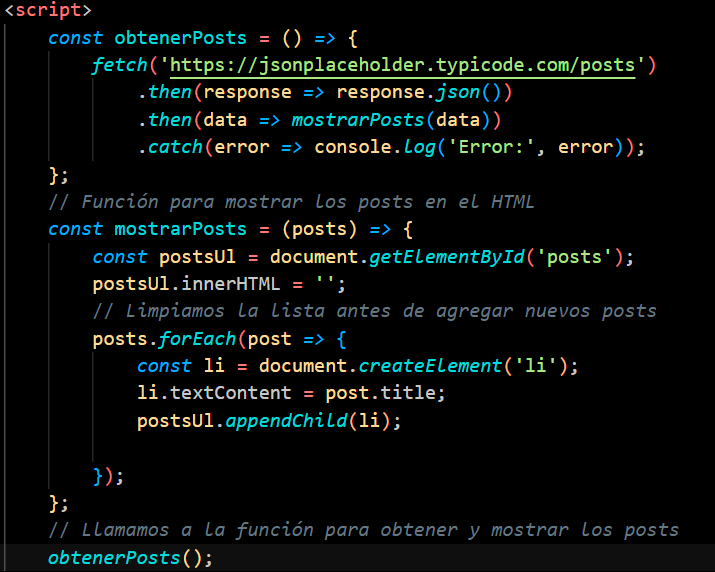 <script>
    const obtenerPosts = () => {
        fetch('https://jsonplaceholder.typicode.com/posts')
            .then(response => response.json())
            .then(data => mostrarPosts(data))
            .catch(error => console.log('Error:', error));
    };
    // Función para mostrar los posts en el HTML
    const mostrarPosts = (posts) => {
        const postsUl = document.getElementById('posts');
        postsUl.innerHTML = '';
        // Limpiamos la lista antes de agregar nuevos posts
        posts.forEach(post => {
            const li = document.createElement('li');
            li.textContent = post.title;
            postsUl.appendChild(li);

        });
    };
    // Llamamos a la función para obtener y mostrar los posts
    obtenerPosts();